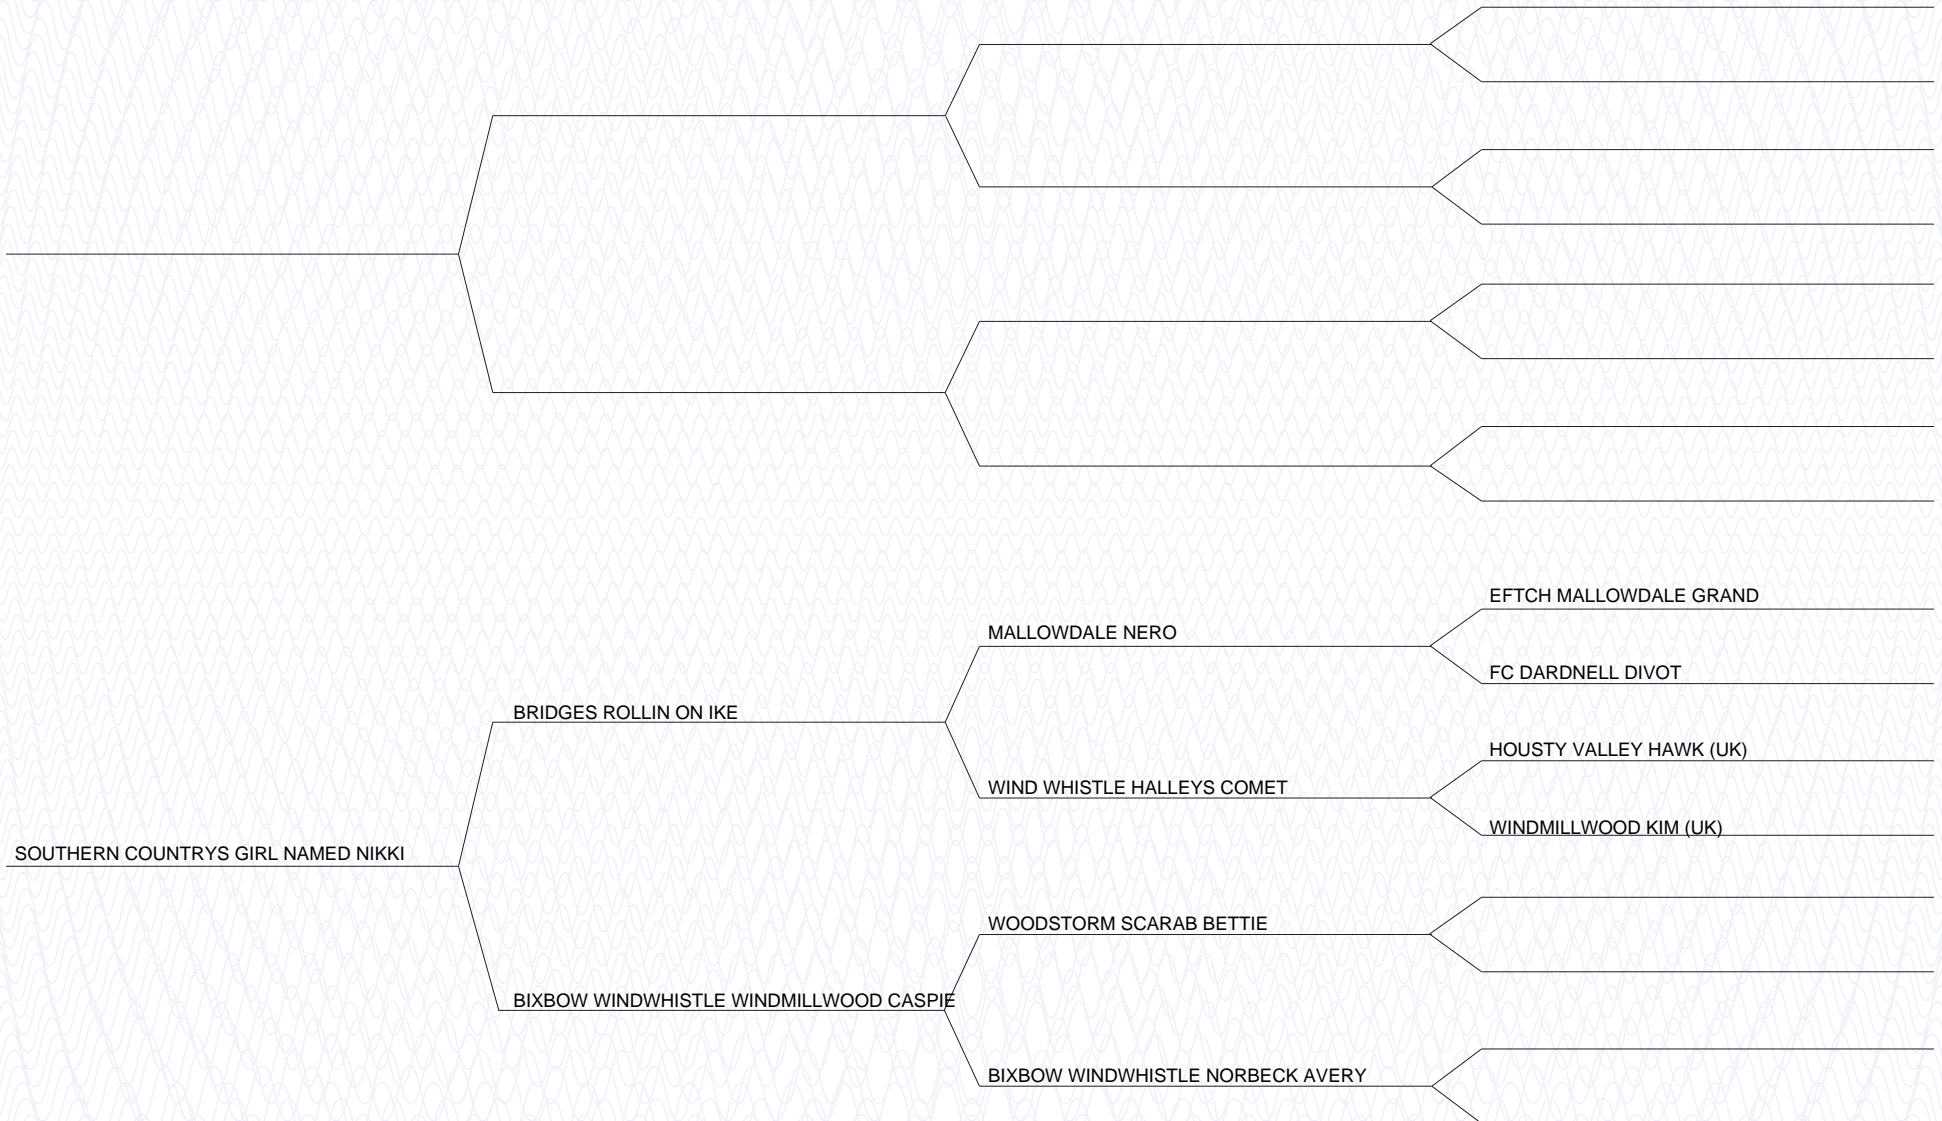 EFTCH MALLOWDALE GRAND
MALLOWDALE NERO
FC DARDNELL DIVOT
BRIDGES ROLLIN ON IKE
HOUSTY VALLEY HAWK (UK)
WIND WHISTLE HALLEYS COMET
WINDMILLWOOD KIM (UK)
SOUTHERN COUNTRYS GIRL NAMED NIKKI
WOODSTORM SCARAB BETTIE
BIXBOW WINDWHISTLE WINDMILLWOOD CASPIE
BIXBOW WINDWHISTLE NORBECK AVERY